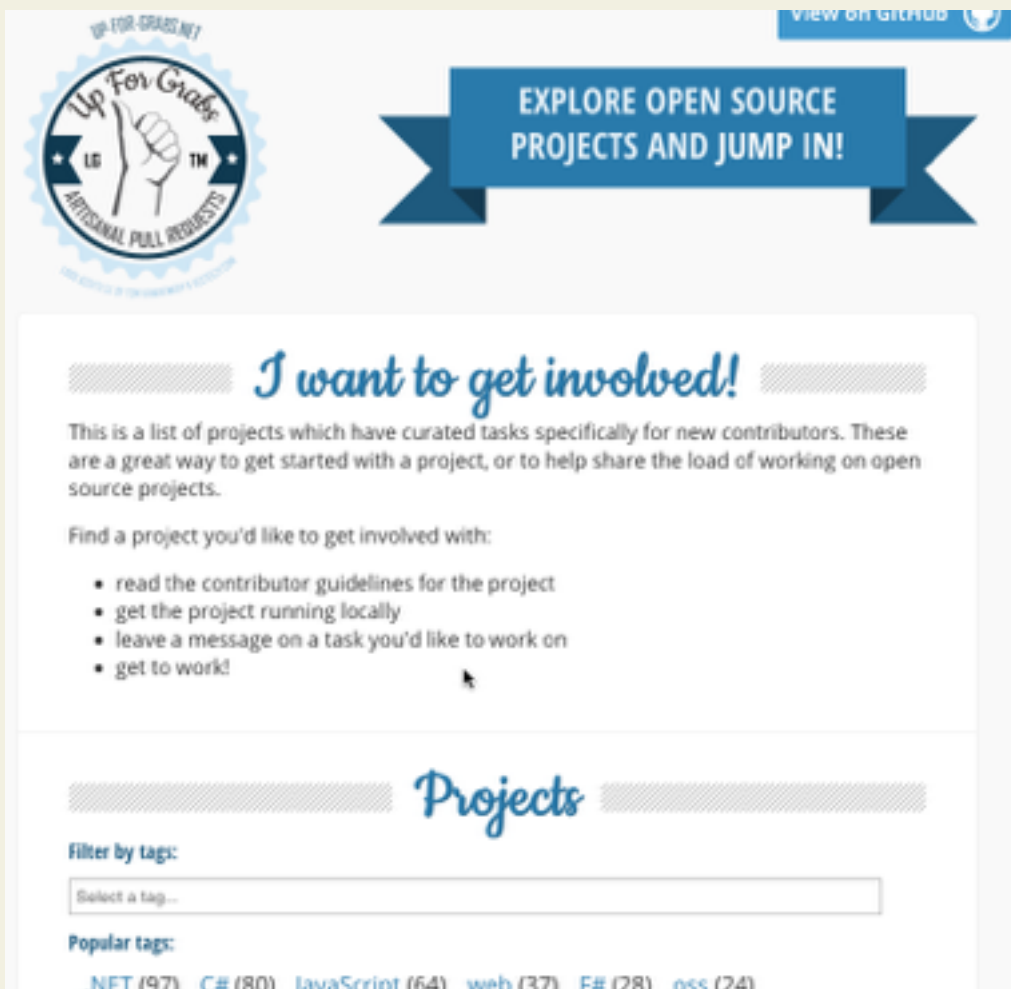 UP-FOR-GRABS.NET
View on GitHub
Up For Grabs
LG TM
ARTISANAL PULL REQUESTS
EXPLORE OPEN SOURCE
PROJECTS AND JUMP IN!
I want to get involved!
This is a list of projects which have curated tasks specifically for new contributors. These
are a great way to get started with a project, or to help share the load of working on open
source projects.
Find a project you'd like to get involved with:
• read the contributor guidelines for the project
• get the project running locally
• leave a message on a task you'd like to work on
• get to work!
Projects
Filter by tags:
Select a tag...
Popular tags:
.NET (97) C# (80) JavaScript (64) web (37) F# (28) oss (24)